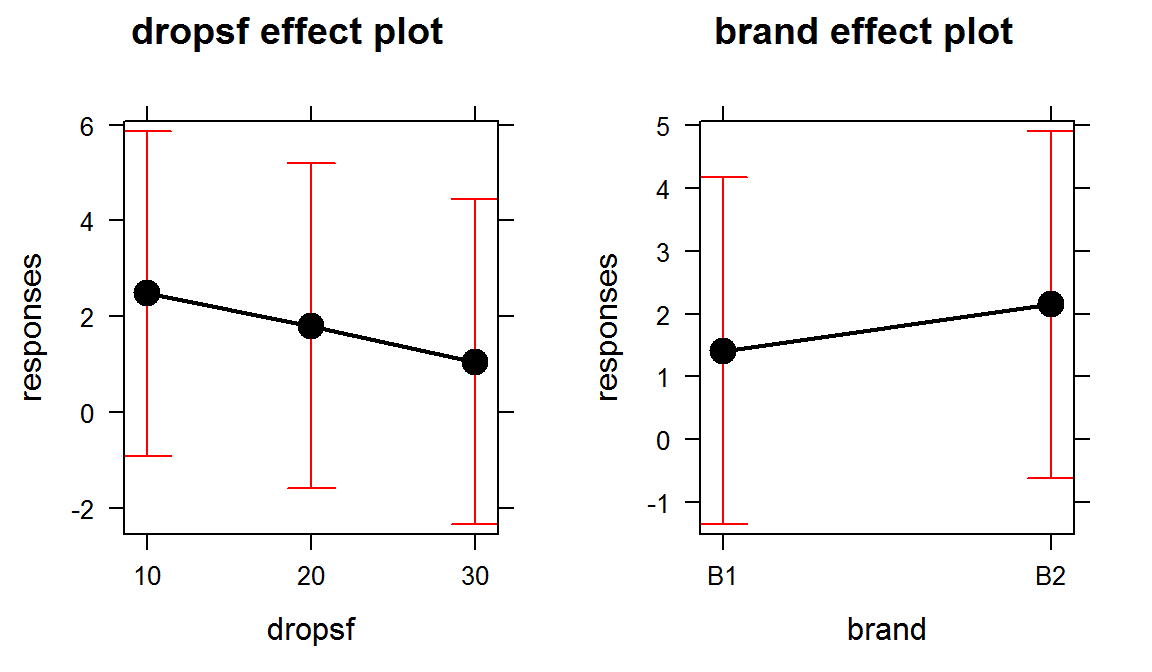 dropsf effect plot
responses
6
4
2
0
-2
10 20 30
dropsf
brand effect plot
responses
5
4
3
2
1
0
-1
B1 B2
brand